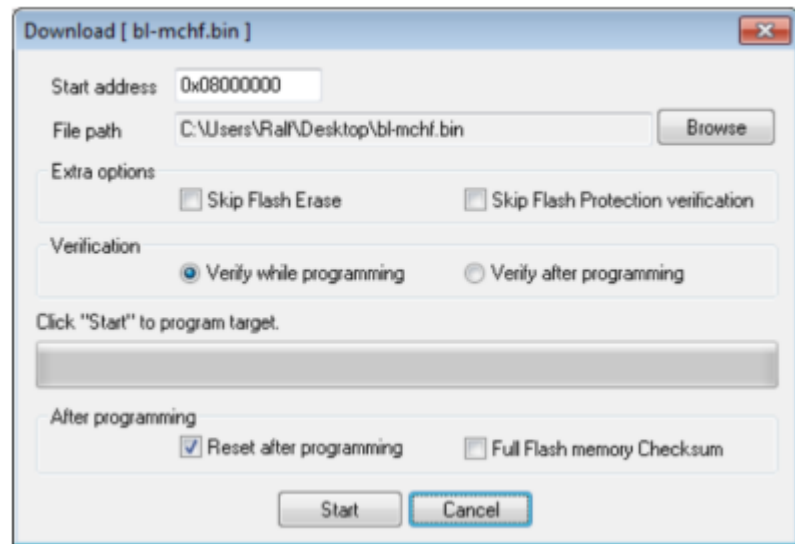 Download [ bl-mchf.bin ]
Start address 0x08000000
File path C:\Users\Ralf\Desktop\bl-mchf.bin Browse
Extra options
Skip Flash Erase Skip Flash Protection verification
Verification
Verify while programming Verify after programming
Click "Start" to program target.
After programming
Reset after programming Full Flash memory Checksum
Start Cancel